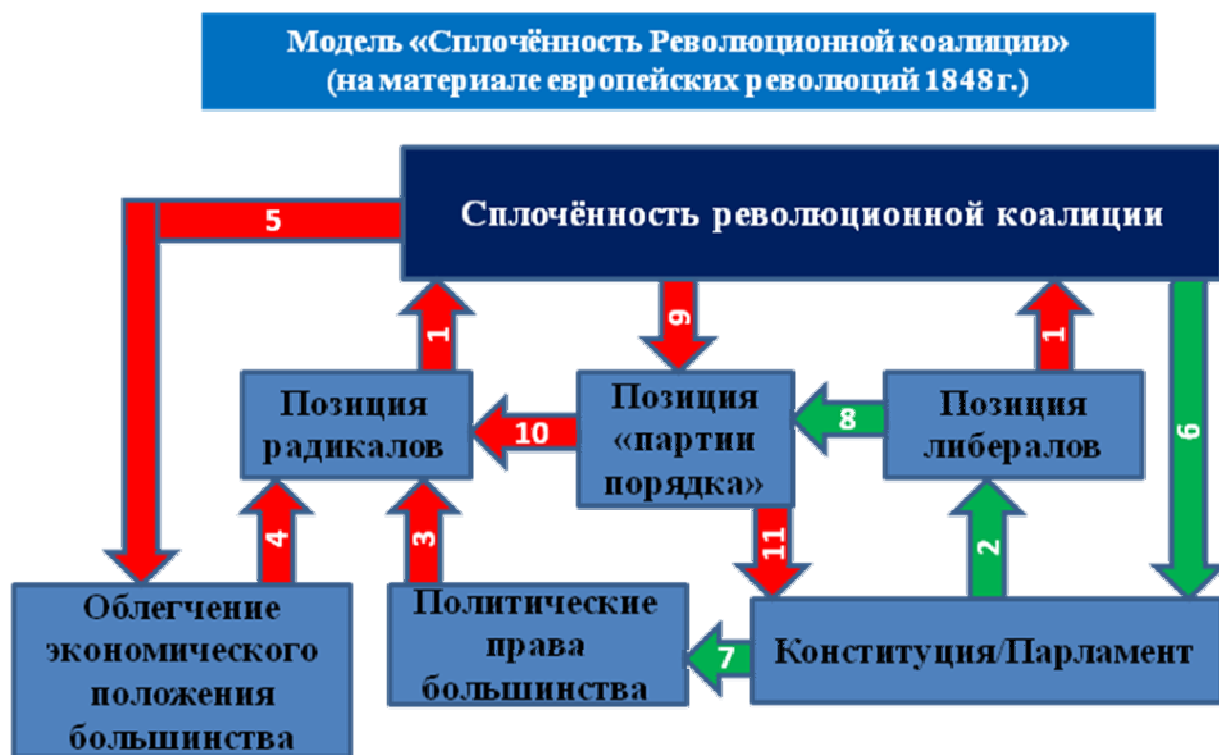 Модель «Сплочённость Революционной коалиции»
(на материале европейских революций 1848 г.)
Сплочённость революционной коалиции
5
1
9
1
6
Позиция
радикалов
10
Позиция
«партии
порядка»
8
Позиция
либералов
4
3
11
2
Облегчение
экономического
положения
большинства
Политические
права
большинства
7
Конституция/Парламент